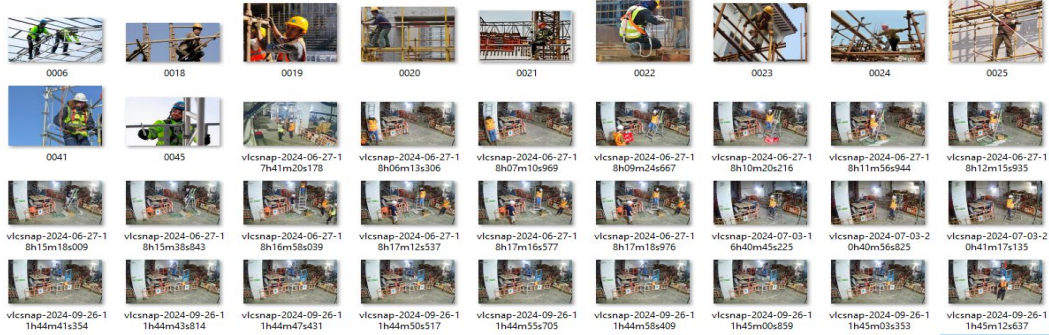 0006 0018 0019 0020 0021 0022 0023 0024 0025
0041 0045 vlcsnap-2024-06-27-1 vlcsnap-2024-06-27-1 vlcsnap-2024-06-27-1 vlcsnap-2024-06-27-1 vlcsnap-2024-06-27-1 vlcsnap-2024-06-27-1 vlcsnap-2024-06-27-1
7h41m20s178 8h06m13s306 8h07m10s969 8h09m24s667 8h10m20s216 8h11m56s944 8h12m15s935
vlcsnap-2024-06-27-1 vlcsnap-2024-06-27-1 vlcsnap-2024-06-27-1 vlcsnap-2024-06-27-1 vlcsnap-2024-06-27-1 vlcsnap-2024-06-27-1 vlcsnap-2024-07-03-1 vlcsnap-2024-07-03-2 vlcsnap-2024-07-03-2
8h15m18s009 8h15m38s843 8h16m58s039 8h17m12s537 8h17m16s577 8h17m18s976 6h40m45s225 0h40m56s825 0h41m17s135
vlcsnap-2024-09-26-1 vlcsnap-2024-09-26-1 vlcsnap-2024-09-26-1 vlcsnap-2024-09-26-1 vlcsnap-2024-09-26-1 vlcsnap-2024-09-26-1 vlcsnap-2024-09-26-1 vlcsnap-2024-09-26-1 vlcsnap-2024-09-26-1
1h44m41s354 1h44m43s814 1h44m47s431 1h44m50s517 1h44m55s705 1h44m58s409 1h45m00s859 1h45m03s335 1h45m12s637